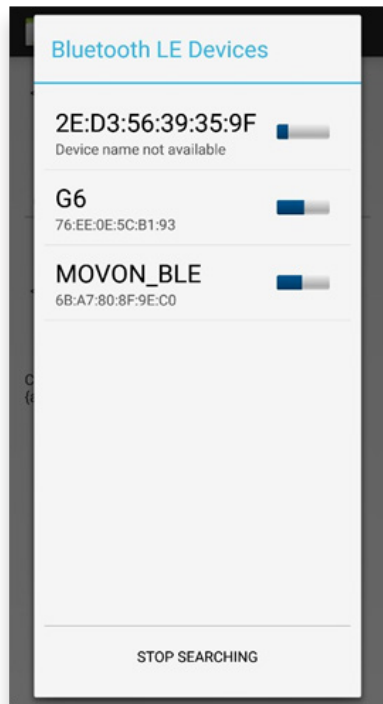 Bluetooth LE Devices
2E:D3:56:39:35:9F
Device name not available
G6
76:EE:0E:5C:B1:93
MOVON_BLE
6B:A7:80:8F:9E:C0
STOP SEARCHING